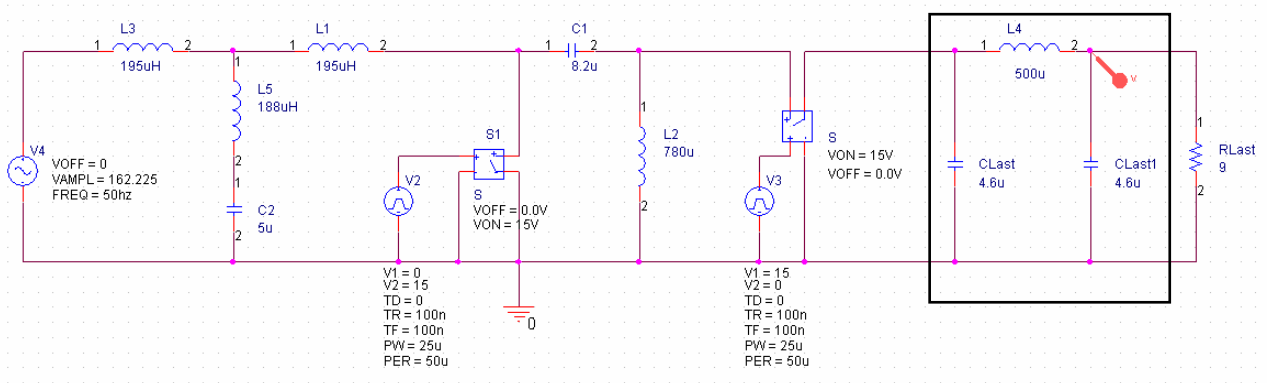 L3
1 2
195uH
L1
1 2
195uH
C1
1 2
8.2u
L4
1 2
500u
1
L5
188uH
2
1
C2
5u
2
V4
VOFF = 0
VAMPL = 162.225
FREQ = 50hz
V2
V1 = 0
V2 = 15
TD = 0
TR = 100n
TF = 100n
PW = 25u
PER = 50u
S1
+ +
- -
S
VOFF = 0.0V
VON = 15V
0
1
L2
780u
2
+ -
+ -
S
VON = 15V
VOFF = 0.0V
V3
V1 = 15
V2 = 0
TD = 0
TR = 100n
TF = 100n
PW = 25u
PER = 50u
CLast
4.6u
V
CLast1
4.6u
1
RLast
9
2